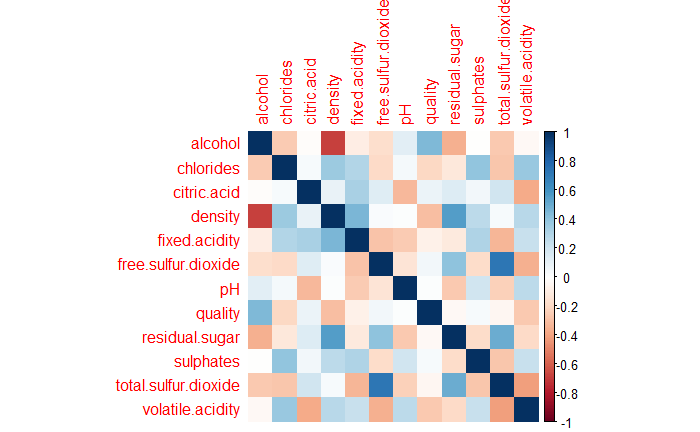 alcohol
chlorides
citric.acid
density
fixed.acidity
free.sulfur.dioxide
pH
quality
residual.sugar
sulphates
total.sulfur.dioxide
volatile.acidity
alcohol
chlorides
citric.acid
density
fixed.acidity
free.sulfur.dioxide
pH
quality
residual.sugar
sulphates
total.sulfur.dioxide
volatile.acidity
1
0.8
0.6
0.4
0.2
0
-0.2
-0.4
-0.6
-0.8
-1